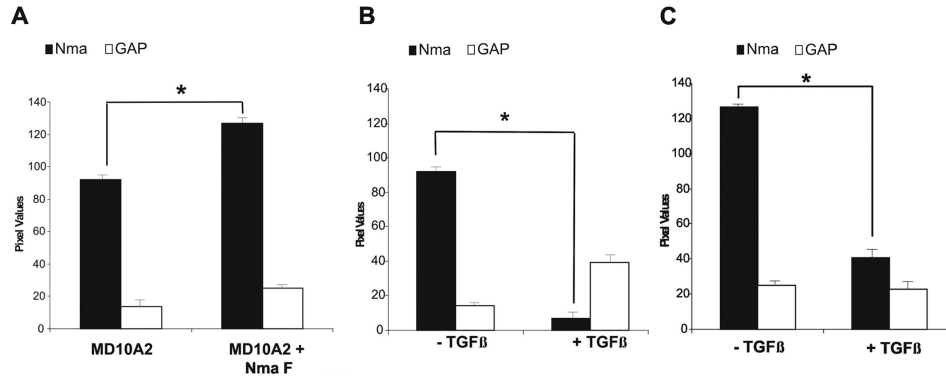 A
Nma GAP
*
140
120
100
80
60
40
20
0
Pixel Values
MD10A2
MD10A2 +
Nma F
B
Nma GAP
*
140
120
100
80
60
40
20
0
Pixel Values
- TGFß
+ TGFß
C
Nma GAP
*
140
120
100
80
60
40
20
0
Pixel Values
- TGFß
+ TGFß